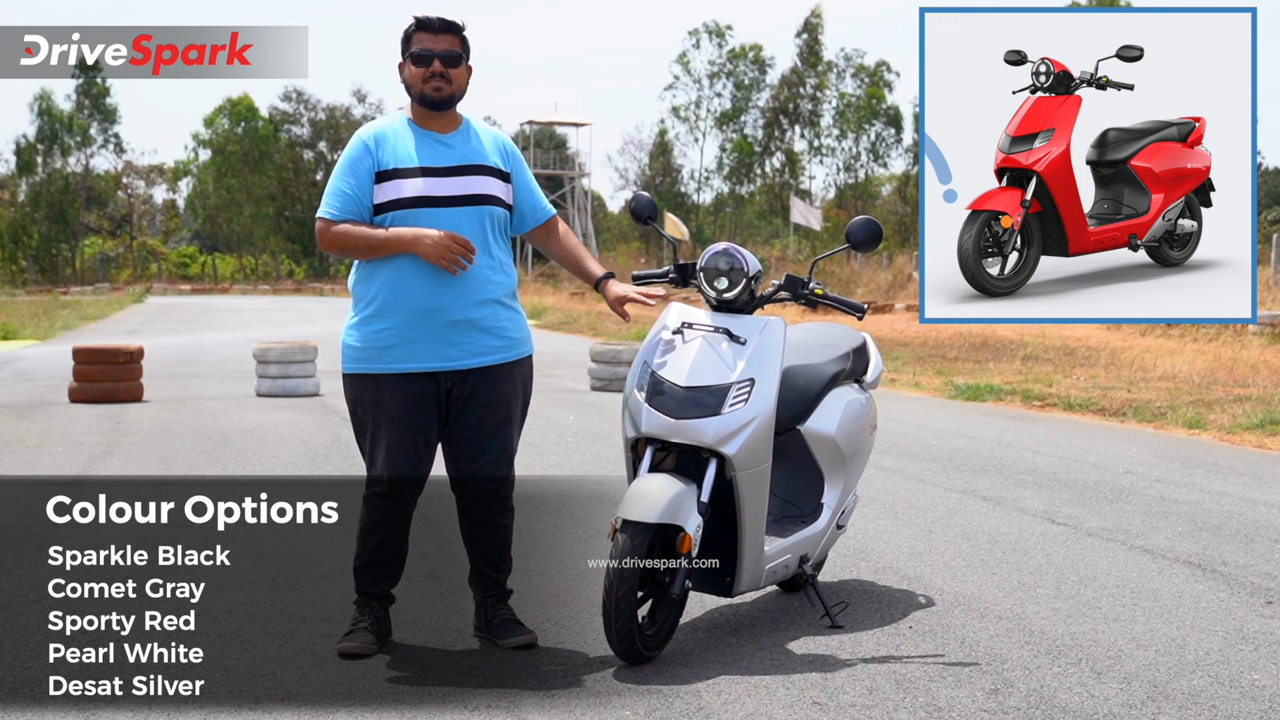 DriveSpark
Colour Options
Sparkle Black
Comet Gray
Sporty Red
Pearl White
Desat Silver
www.drivespark.com